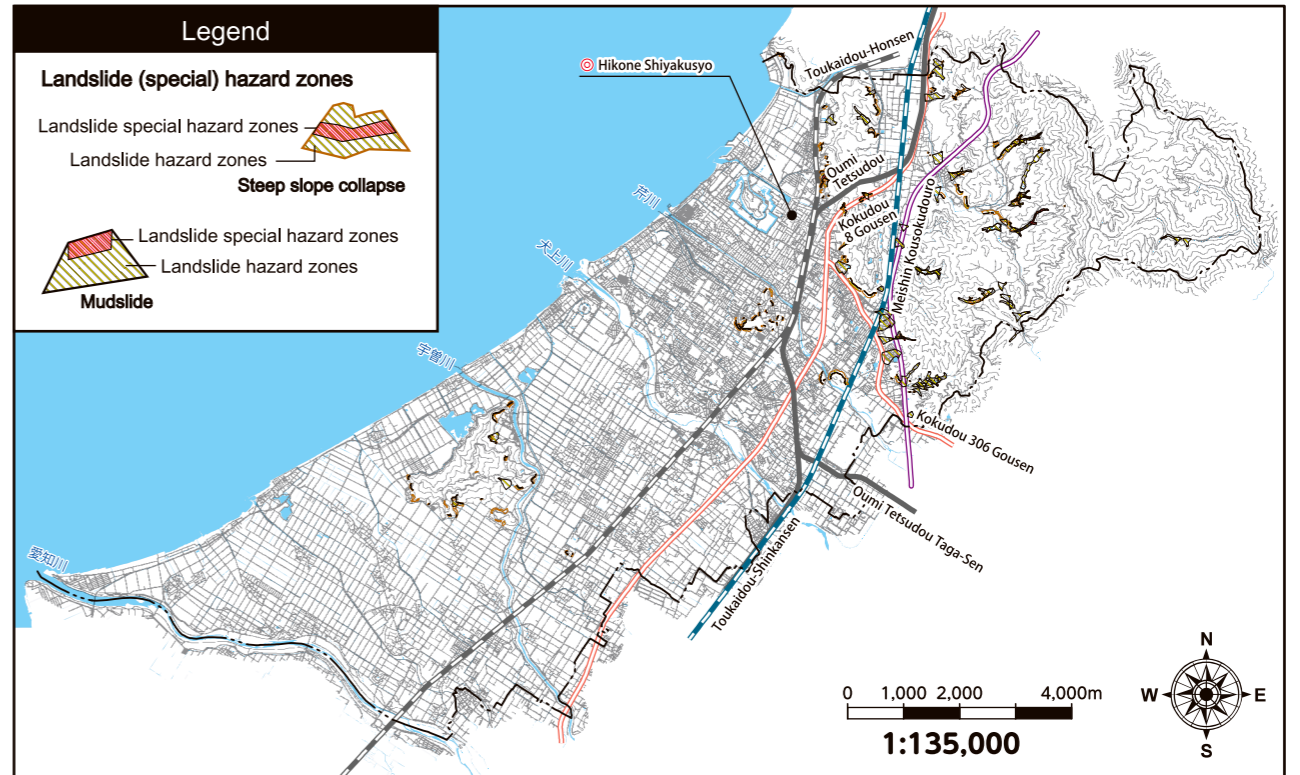 Legend
Landslide (special) hazard zones
Landslide special hazard zones
Landslide hazard zones
Steep slope collapse
Landslide special hazard zones
Landslide hazard zones
Mudslide
◎ Hikone Shiyakusyo
Toukaidou-Honsen
Oumi
Tetsudou
Kokudou
8 Gousen
Meishin Kousokudouro
芹川
犬上川
宇曽川
愛知川
Kokudou 306 Gousen
Oumi Tetsudou Taga-Sen
Toukaidou-Shinkansen
0 1,000 2,000 4,000m
1:135,000
N
W E
S